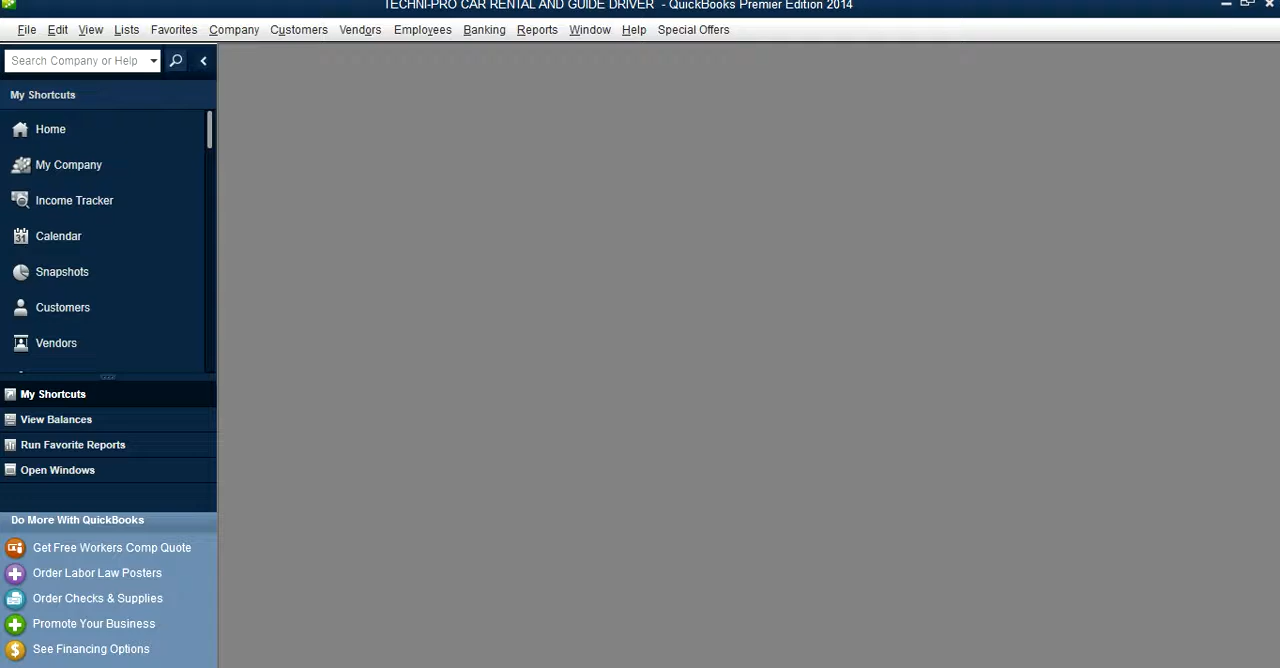 TECHNI-PRO CAR RENTAL AND GUIDE DRIVER - QuickBooks Premier Edition 2014
File Edit View Lists Favorites Company Customers Vendors Employees Banking Reports Window Help Special Offers
Search Company or Help
My Shortcuts
Home
My Company
Income Tracker
31 Calendar
Snapshots
Customers
Vendors
My Shortcuts
View Balances
Run Favorite Reports
Open Windows
Do More With QuickBooks
Get Free Workers Comp Quote
Order Labor Law Posters
Order Checks & Supplies
Promote Your Business
$ See Financing Options